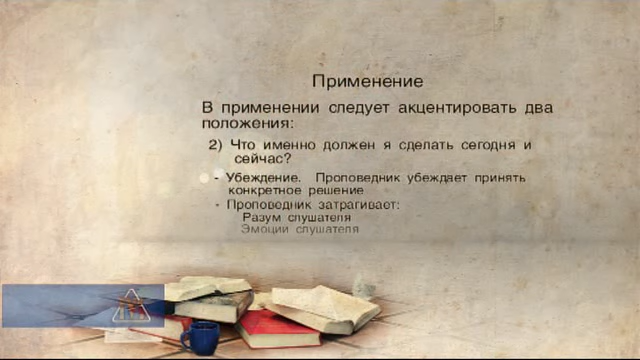 Применение
В применении следует акцентировать два
положения:
2) Что именно должен я сделать сегодня и
сейчас?
- Убеждение. Проповедник убеждает принять
конкретное решение
- Проповедник затрагивает:
Разум слушателя
Эмоции слушателя